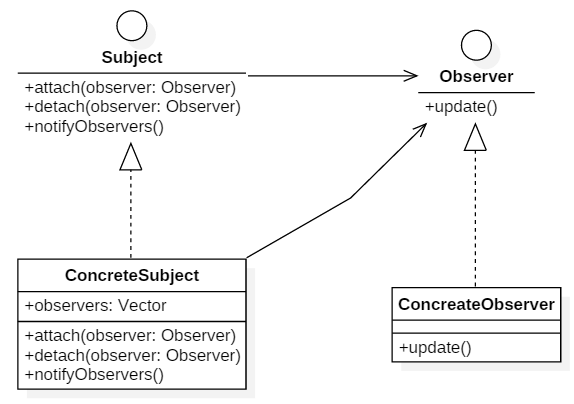 Subject
+attach(observer: Observer)
+detach(observer: Observer)
+notifyObservers()
Observer
+update()
ConcreteSubject
+observers: Vector
+attach(observer: Observer)
+detach(observer: Observer)
+notifyObservers()
ConcreateObserver
+update()